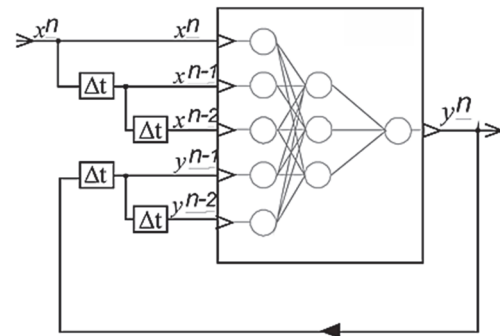 xn xn
Δt xn-1
Δt xn-2
yn
Δt yn-1
Δt yn-2